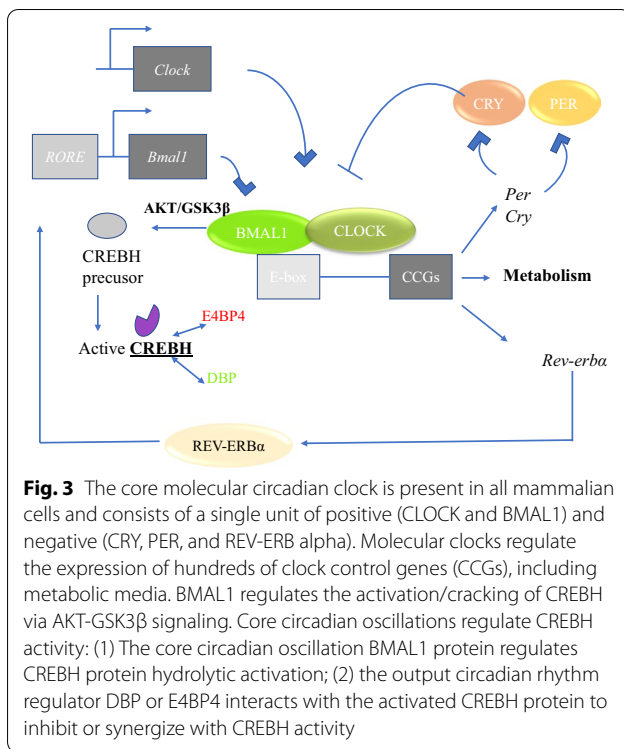 Clock
CRY
PER
RORE
Bmal1
AKT/GSK3β
Per
Cry
BMAL1
CLOCK
CREBH
precusor
E-box
CCGs
Metabolism
E4BP4
Active CREBH
DBP
Rev-erbα
REV-ERBα
Fig. 3 The core molecular circadian clock is present in all mammalian
cells and consists of a single unit of positive (CLOCK and BMAL1) and
negative (CRY, PER, and REV-ERB alpha). Molecular clocks regulate
the expression of hundreds of clock control genes (CCGs), including
metabolic media. BMAL1 regulates the activation/cracking of CREBH
via AKT-GSK3β signaling. Core circadian oscillations regulate CREBH
activity: (1) The core circadian oscillation BMAL1 protein regulates
CREBH protein hydrolytic activation; (2) the output circadian rhythm
regulator DBP or E4BP4 interacts with the activated CREBH protein to
inhibit or synergize with CREBH activity